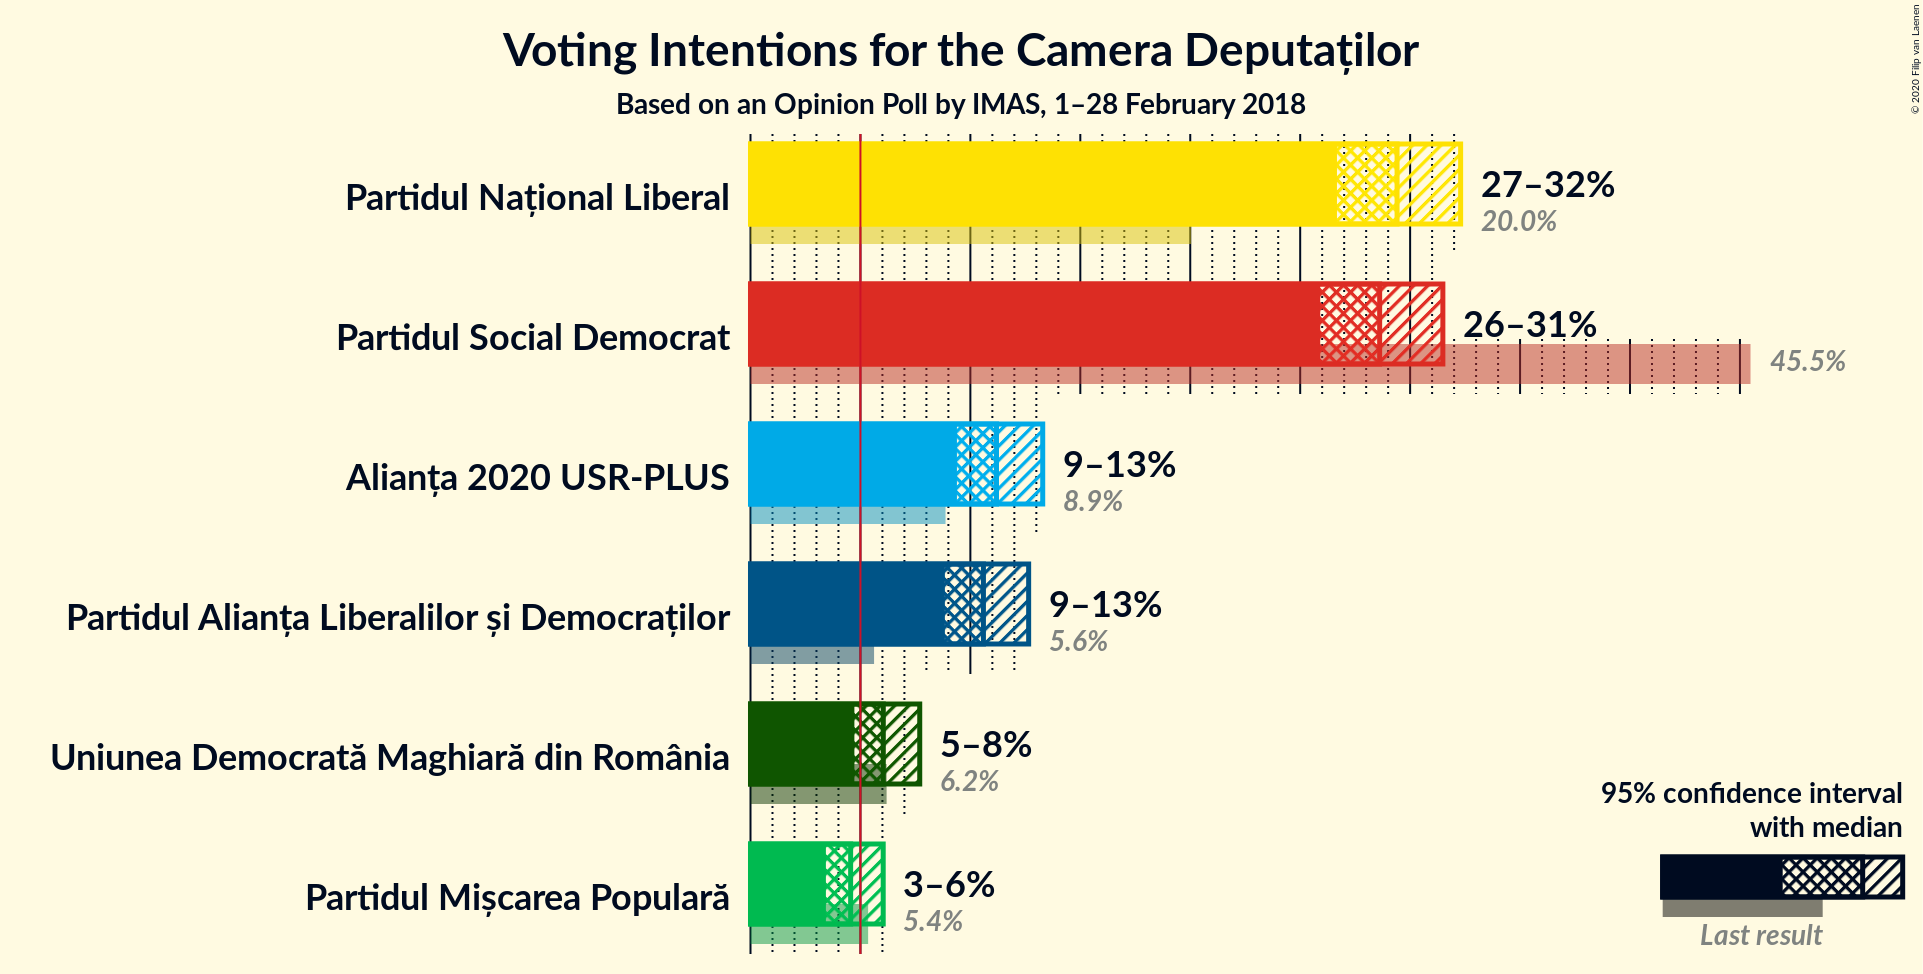 Voting Intentions for the Camera Deputaților
Based on an Opinion Poll by IMAS, 1–28 February 2018
© 2020 Filip van Laenen
Partidul Național Liberal
27–32%
20.0%
Partidul Social Democrat
26–31%
45.5%
Alianța 2020 USR-PLUS
9–13%
8.9%
Partidul Alianța Liberalilor și Democraților
9–13%
5.6%
Uniunea Democrată Maghiară din România
5–8%
6.2%
Partidul Mișcarea Populară
3–6%
5.4%
95% confidence interval
with median
Last result